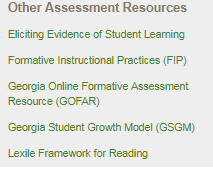 Other Assessment Resources
Eliciting Evidence of Student Learning
Formative Instructional Practices (FIP)
Georgia Online Formative Assessment
Resource (GOFAR)
Georgia Student Growth Model (GSGM)
Lexile Framework for Reading